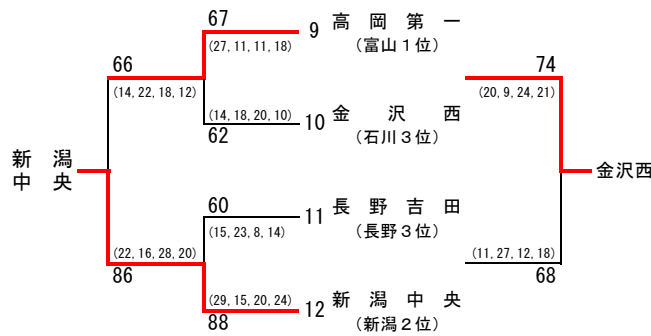 67
9 高岡第一
(27, 11, 11, 18)
(富山1位)
66
74
(14, 22, 18, 12)
(20, 9, 24, 21)
(14, 18, 20, 10)
10 金沢西
62
(石川3位)
新潟
中央
金沢西
60
11 長野吉田
(15, 23, 8, 14)
(長野3位)
(22, 16, 28, 20)
(11, 27, 12, 18)
86
68
(29, 15, 20, 24)
12 新潟中央
88
(新潟2位)